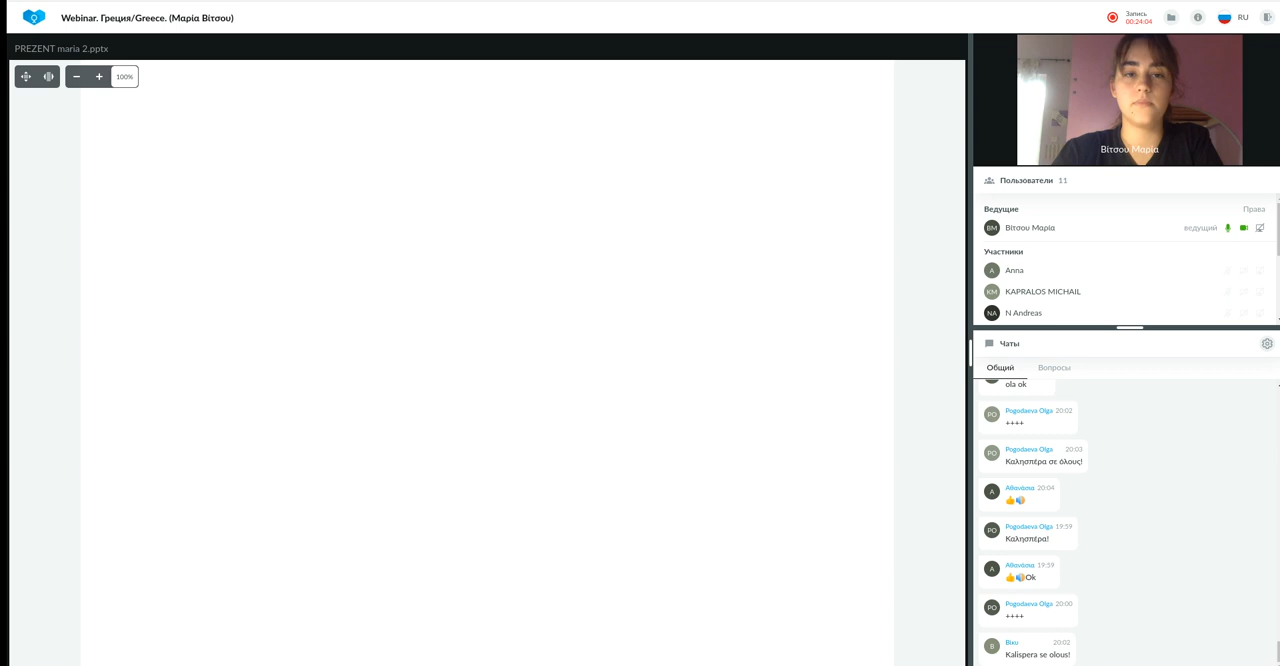 Webinar. Греция/Greece. (Μαρία Βίτσου)
Запись
00:24:04
RU
PREZENT maria 2.pptx
100%
Βίτσου Μαρία
Пользователи 11
Ведущие Права
ΒΜ Βίτσου Μαρία ведущий
Участники
A Anna
KM KAPRALOS MICHAIL
NA N Andreas
Чаты
Общий Вопросы
ola ok
PO Pogodaeva Olga 20:02
++++
PO Pogodaeva Olga 20:03
Καλησπέρα σε όλους!
Α Αθανάσια 20:04
👍
PO Pogodaeva Olga 19:59
Καλησπέρα!
Α Αθανάσια 19:59
👍Ok
PO Pogodaeva Olga 20:00
++++
20:02
Kalispera se olous!